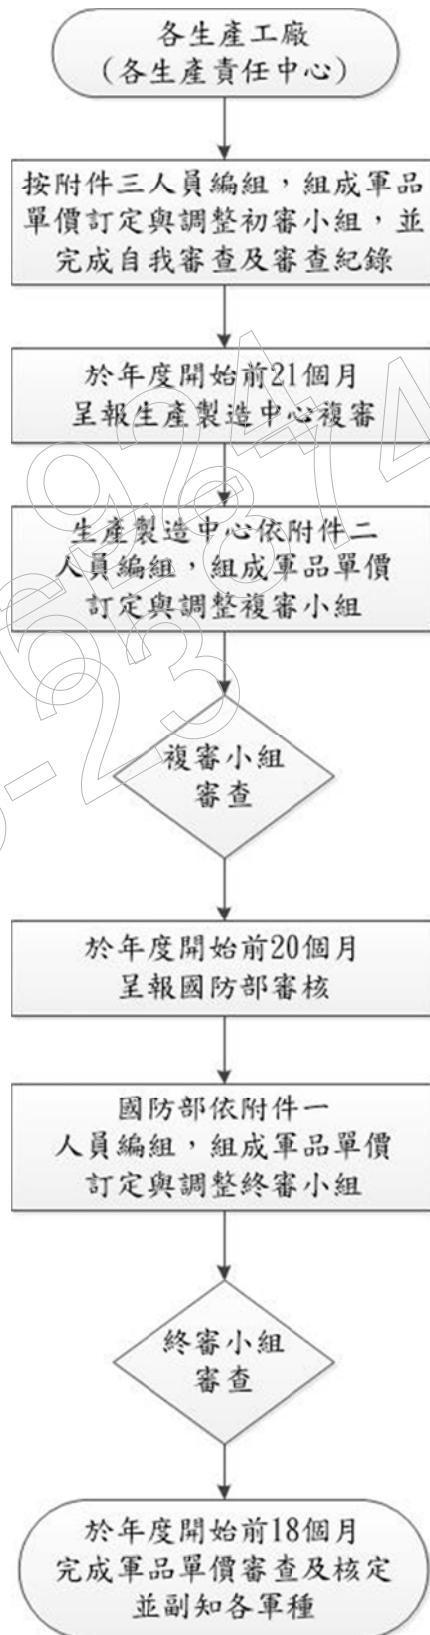 各生產工廠
(各生產責任中心)
按附件三人員編組，組成軍品
單價訂定與調整初審小組，並
完成自我審查及審查紀錄
於年度開始前21個月
呈報生產製造中心複審
生產製造中心依附件二
人員編組，組成軍品單價
訂定與調整複審小組
複審小組
審查
於年度開始前20個月
呈報國防部審核
國防部依附件一
人員編組，組成軍品單價
訂定與調整終審小組
終審小組
審查
於年度開始前18個月
完成軍品單價審查及核定
並副知各軍種